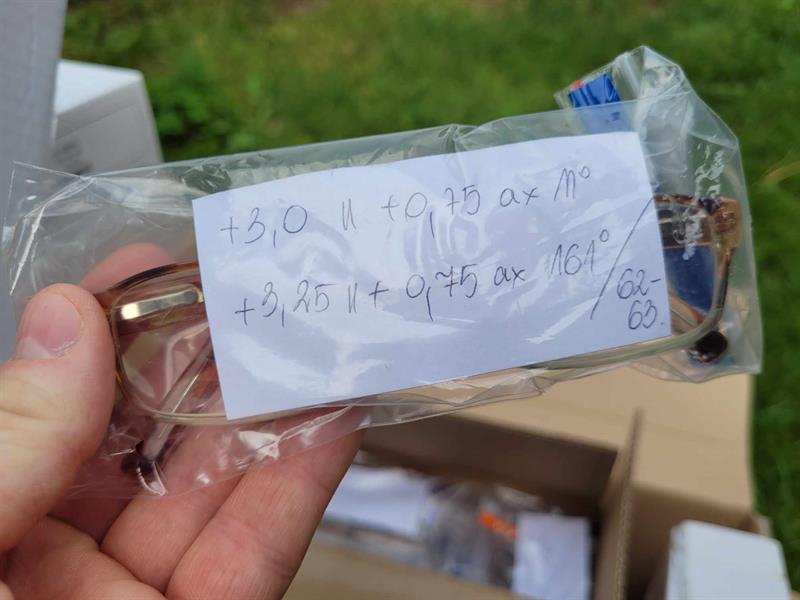 +3,0 и +0,75 ax 11°
+3,25 и + 0,75 ax 161° / 62-
63.